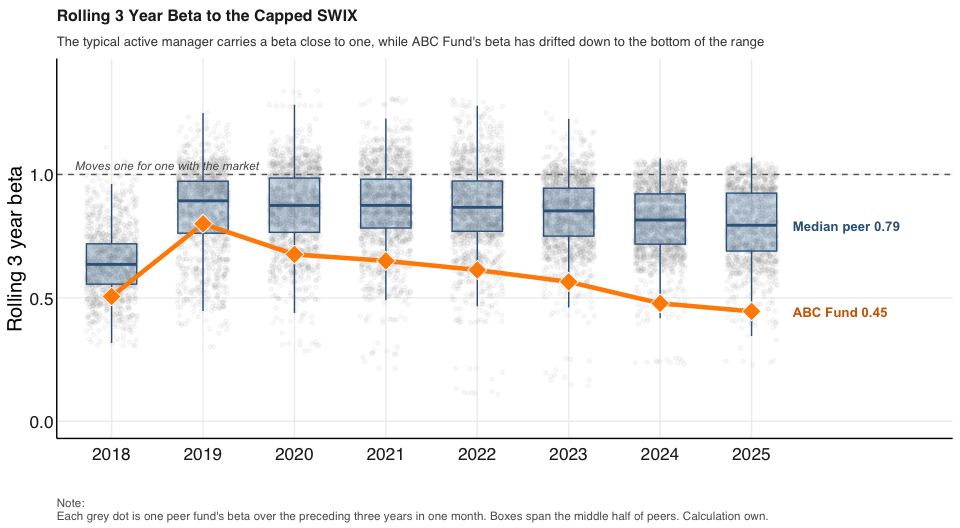 Rolling 3 Year Beta to the Capped SWIX
The typical active manager carries a beta close to one, while ABC Fund's beta has drifted down to the bottom of the range
Rolling 3 year beta
Moves one for one with the market
1.0
0.5
0.0
Median peer 0.79
ABC Fund 0.45
2018 2019 2020 2021 2022 2023 2024 2025
Note:
Each grey dot is one peer fund's beta over the preceding three years in one month. Boxes span the middle half of peers. Calculation own.